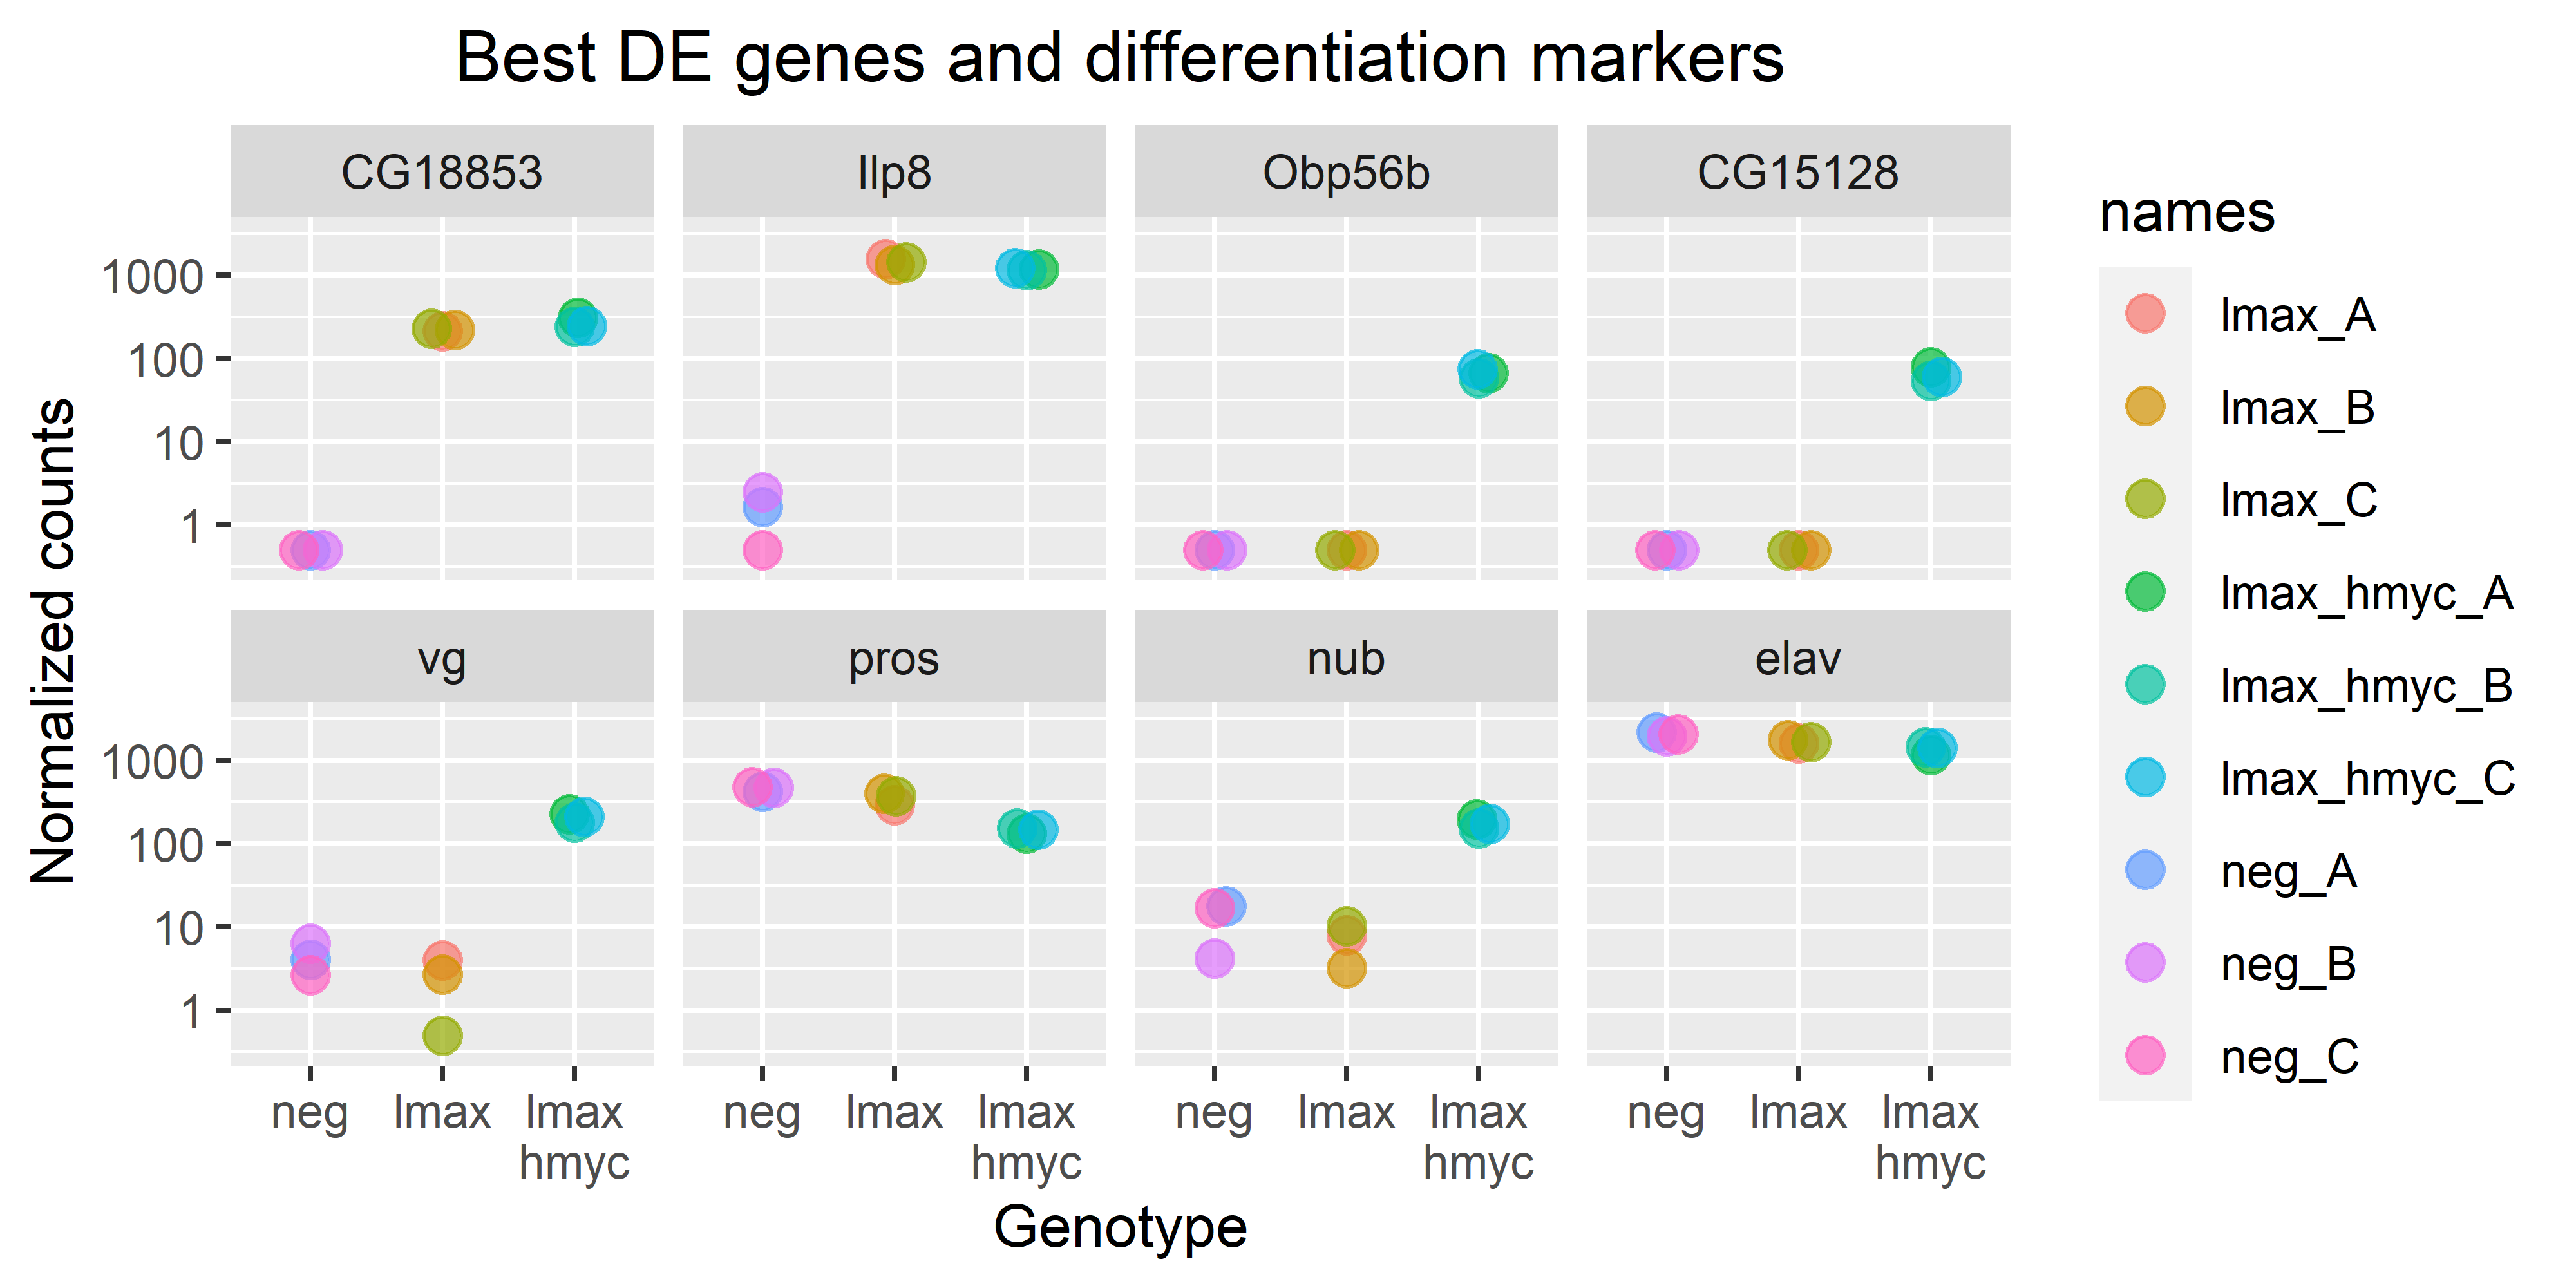 Best DE genes and differentiation markers
CG18853
Ilp8
Obp56b
CG15128
1000
100
10
1
vg
pros
nub
elav
1000
100
10
1
neg lmax lmax
hmyc
neg lmax lmax
hmyc
neg lmax lmax
hmyc
neg lmax lmax
hmyc
Genotype
Normalized counts
names
lmax_A
lmax_B
lmax_C
lmax_hmyc_A
lmax_hmyc_B
lmax_hmyc_C
neg_A
neg_B
neg_C